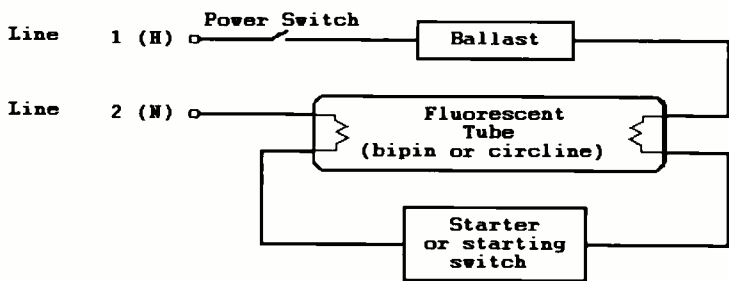 Power Switch
Line 1 (H)
Ballast
Line 2 (N)
Fluorescent
Tube
(bipin or circline)
Starter
or starting
switch